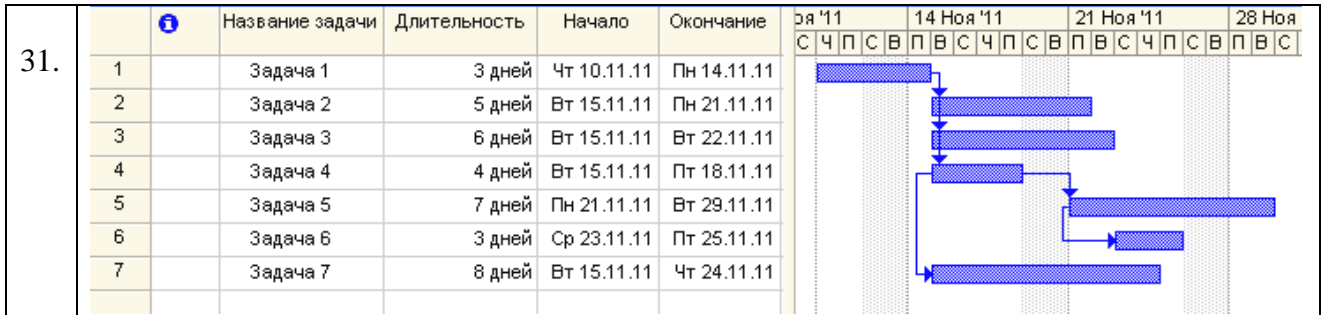 31.
Название задачи Длительность Начало Окончание оя '11 14 Ноя '11 21 Ноя '11 28 Ноя
С Ч П С В П В С Ч П С В П В С Ч П С В П В С
1 Задача 1 3 дней Чт 10.11.11 Пн 14.11.11
2 Задача 2 5 дней Вт 15.11.11 Пн 21.11.11
3 Задача 3 6 дней Вт 15.11.11 Вт 22.11.11
4 Задача 4 4 дней Вт 15.11.11 Пт 18.11.11
5 Задача 5 7 дней Пн 21.11.11 Вт 29.11.11
6 Задача 6 3 дней Ср 23.11.11 Пт 25.11.11
7 Задача 7 8 дней Вт 15.11.11 Чт 24.11.11